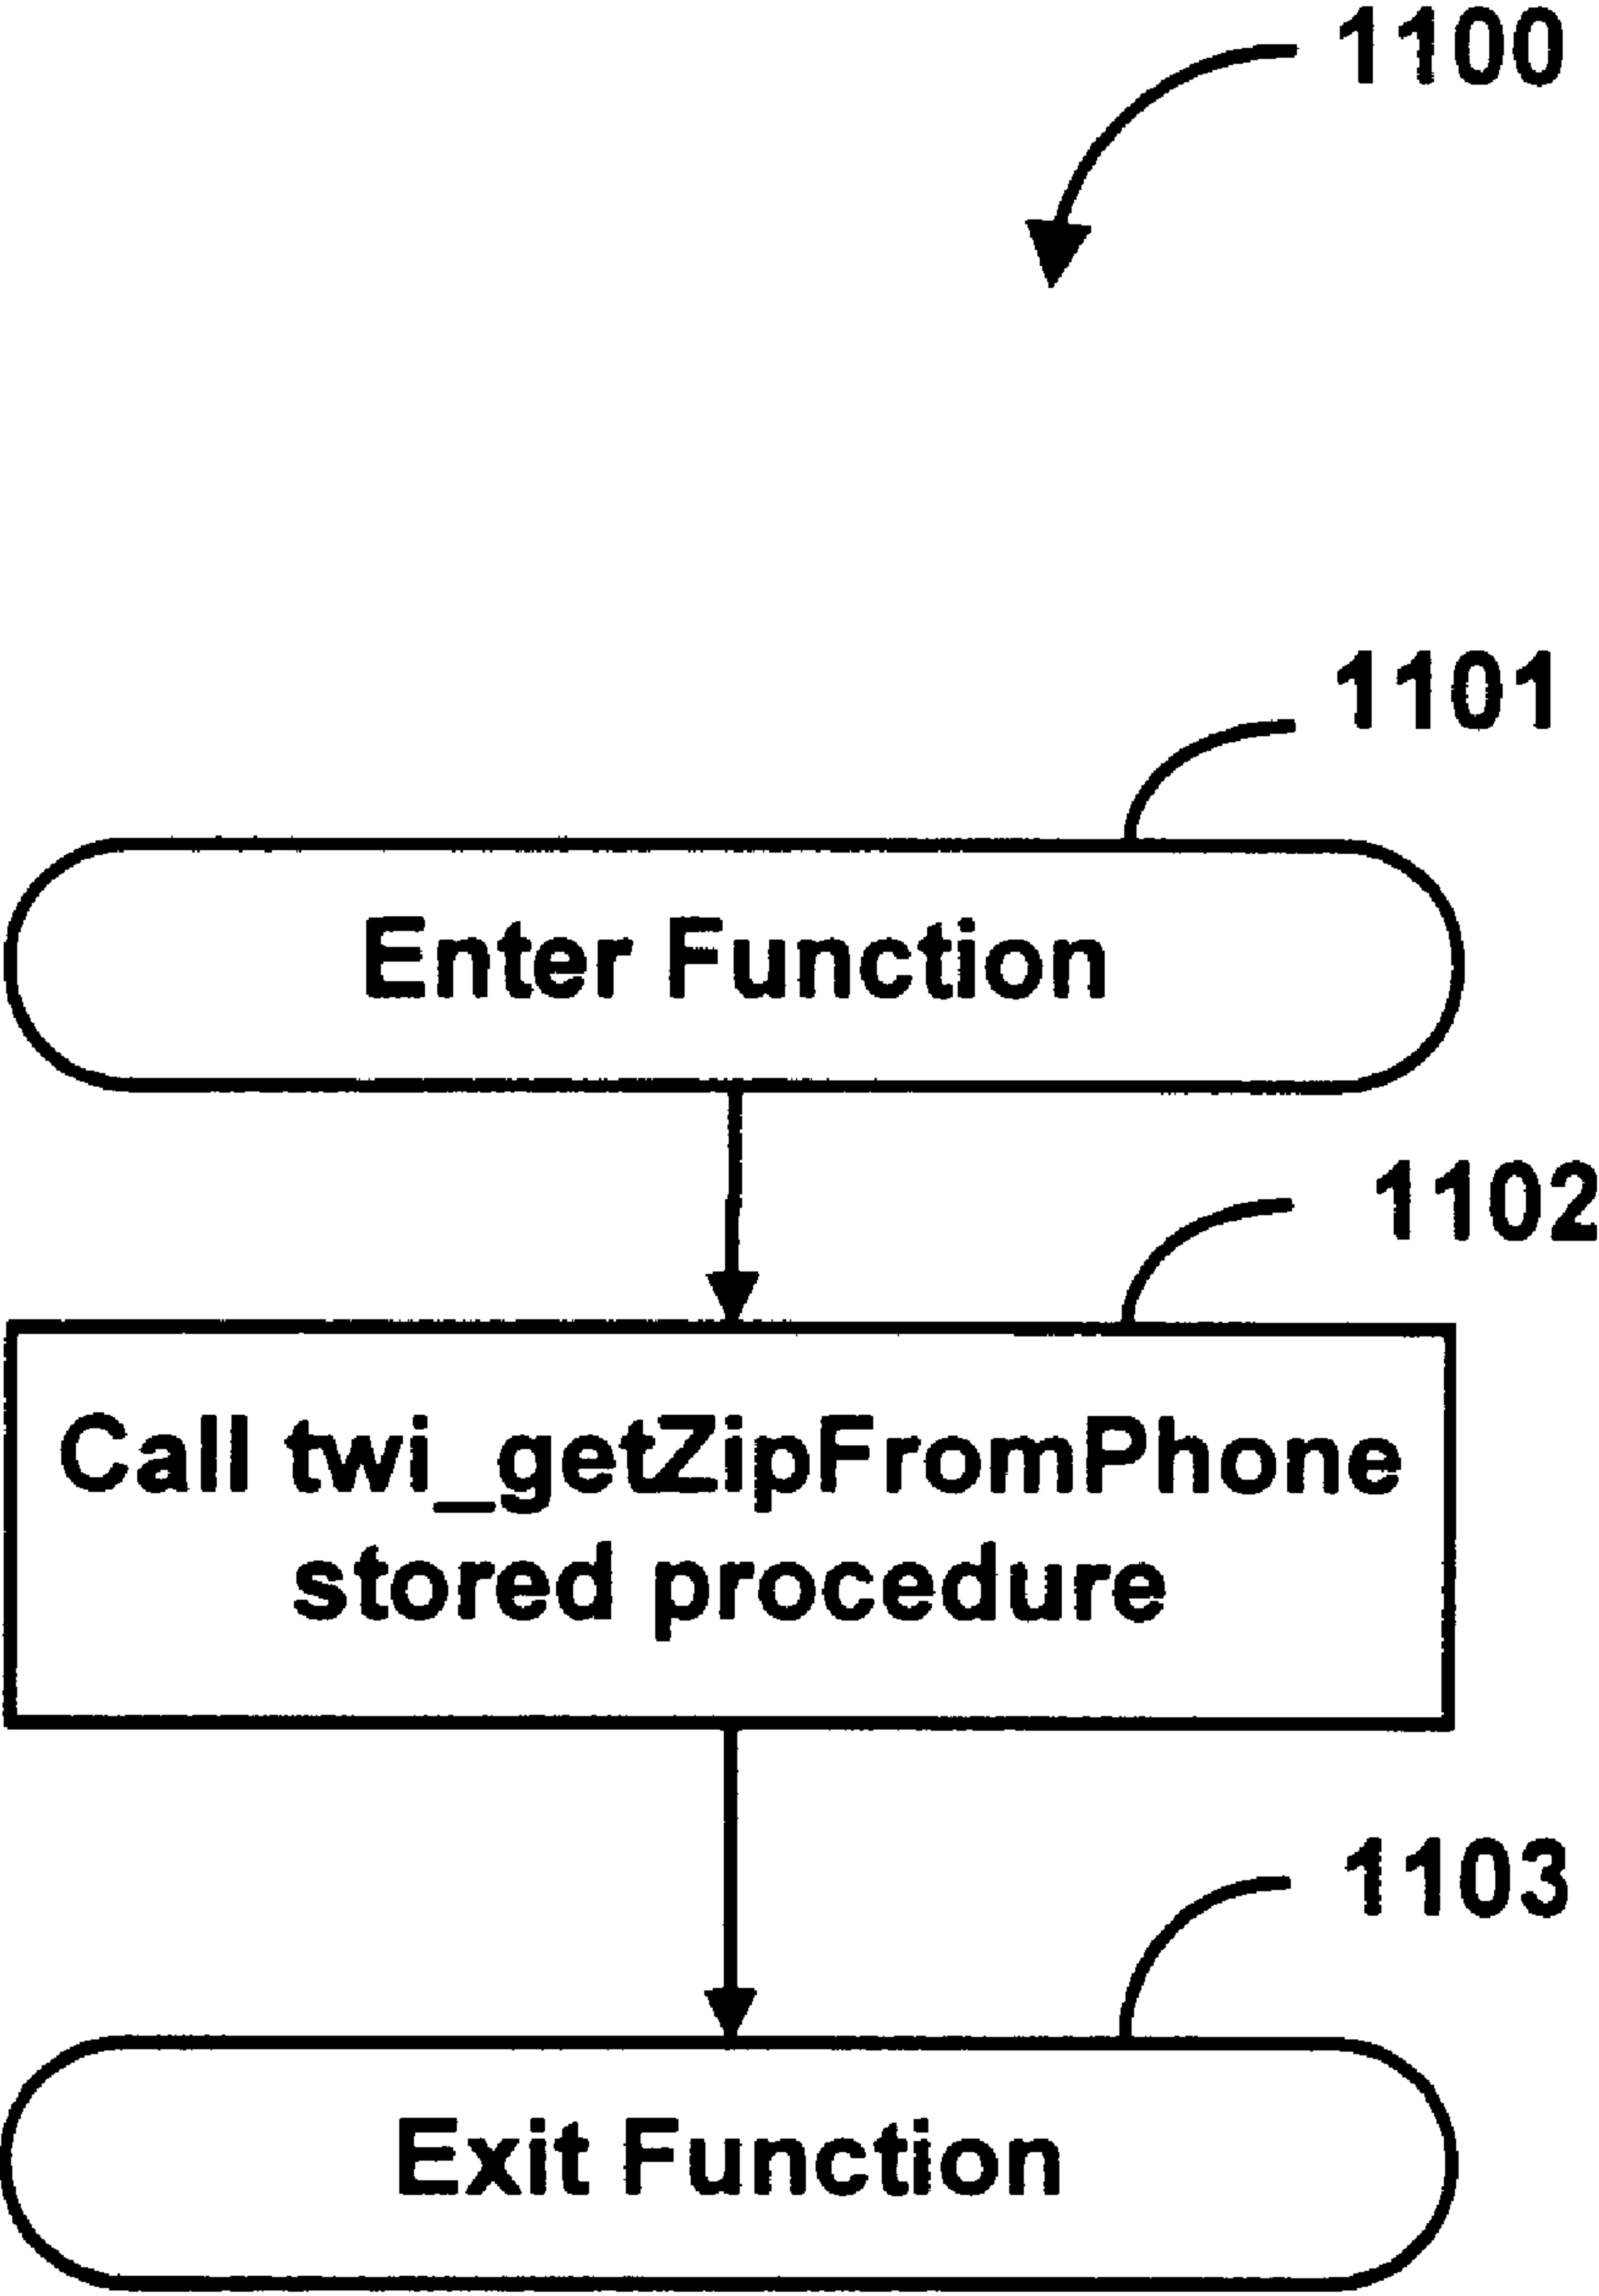 1100
1101
Enter Function
1102
Call twi_getZipFromPhone
stored procedure
1103
Exit Function